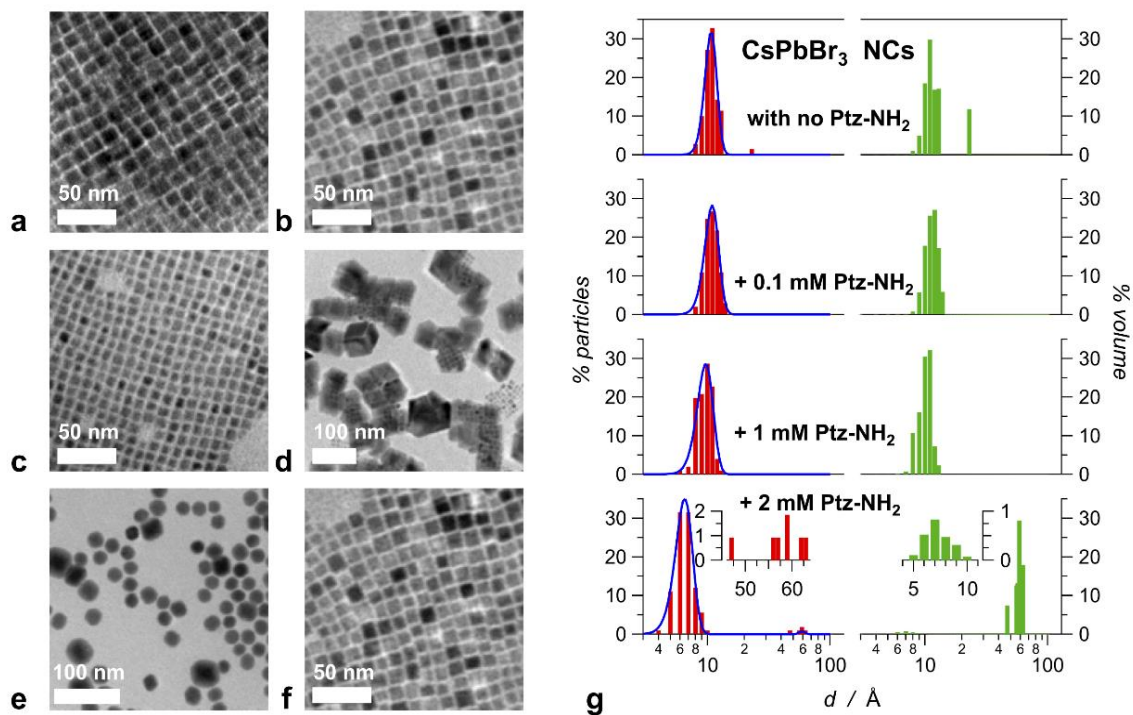 50 nm
a
50 nm
b
50 nm
c
100 nm
d
100 nm
e
50 nm
f
CsPbBr₃ NCs
with no Ptz-NH₂
30
20
10
0
30
20
10
0
+ 0.1 mM Ptz-NH₂
30
20
10
0
30
20
10
0
+ 1 mM Ptz-NH₂
30
20
10
0
30
20
10
0
+ 2 mM Ptz-NH₂
30
20
10
0
30
20
10
0
2
1
0
50 60
1
0
5 10
% particles
% volume
4 6 10 2 4 6 100
4 6 10 2 4 6 100
d / Å
g